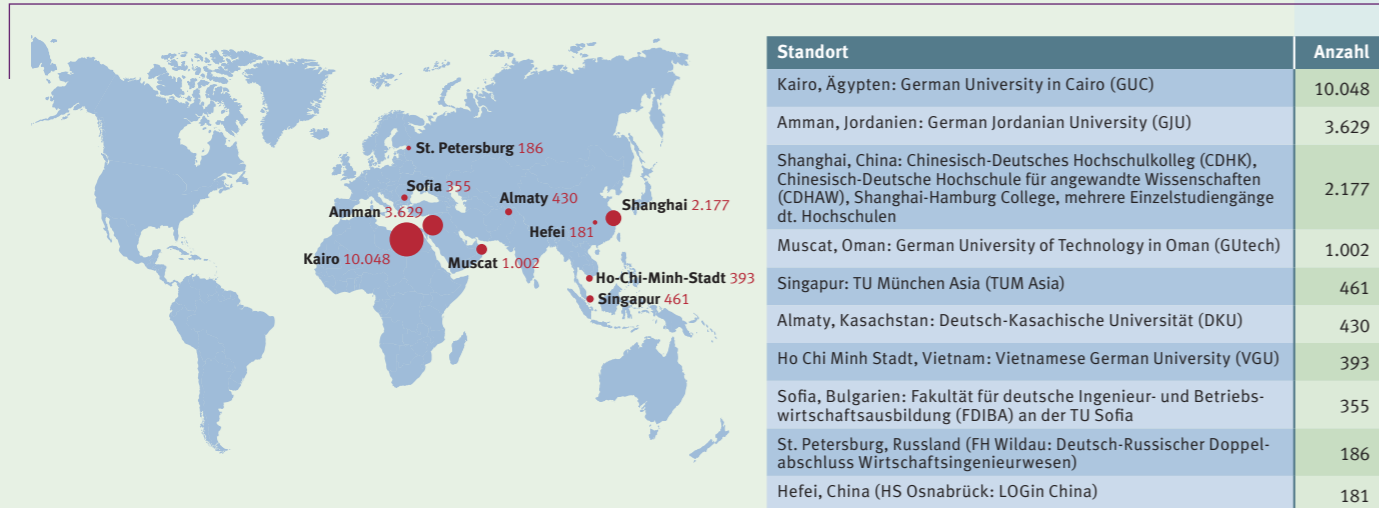 St. Petersburg 186
Sofia 355
Almaty 430
Amman 3.629
Shanghai 2.177
Hefei 181
Kairo 10.048
Muscat 1.002
Ho-Chi-Minh-Stadt 393
Singapur 461
Standort Anzahl
Kairo, Ägypten: German University in Cairo (GUC) 10.048
Amman, Jordanien: German Jordanian University (GJU) 3.629
Shanghai, China: Chinesisch-Deutsches Hochschulkolleg (CDHK),
Chinesisch-Deutsche Hochschule für angewandte Wissenschaften
(CDHAW), Shanghai-Hamburg College, mehrere Einzelstudiengänge
dt. Hochschulen 2.177
Muscat, Oman: German University of Technology in Oman (GUtech) 1.002
Singapur: TU München Asia (TUM Asia) 461
Almaty, Kasachstan: Deutsch-Kasachische Universität (DKU) 430
Ho Chi Minh Stadt, Vietnam: Vietnamese German University (VGU) 393
Sofia, Bulgarien: Fakultät für deutsche Ingenieur- und Betriebs-
wirtschaftsausbildung (FDIBA) an der TU Sofia 355
St. Petersburg, Russland (FH Wildau: Deutsch-Russischer Doppel-
abschluss Wirtschaftsingenieurwesen) 186
Hefei, China (HS Osnabrück: LOGin China) 181